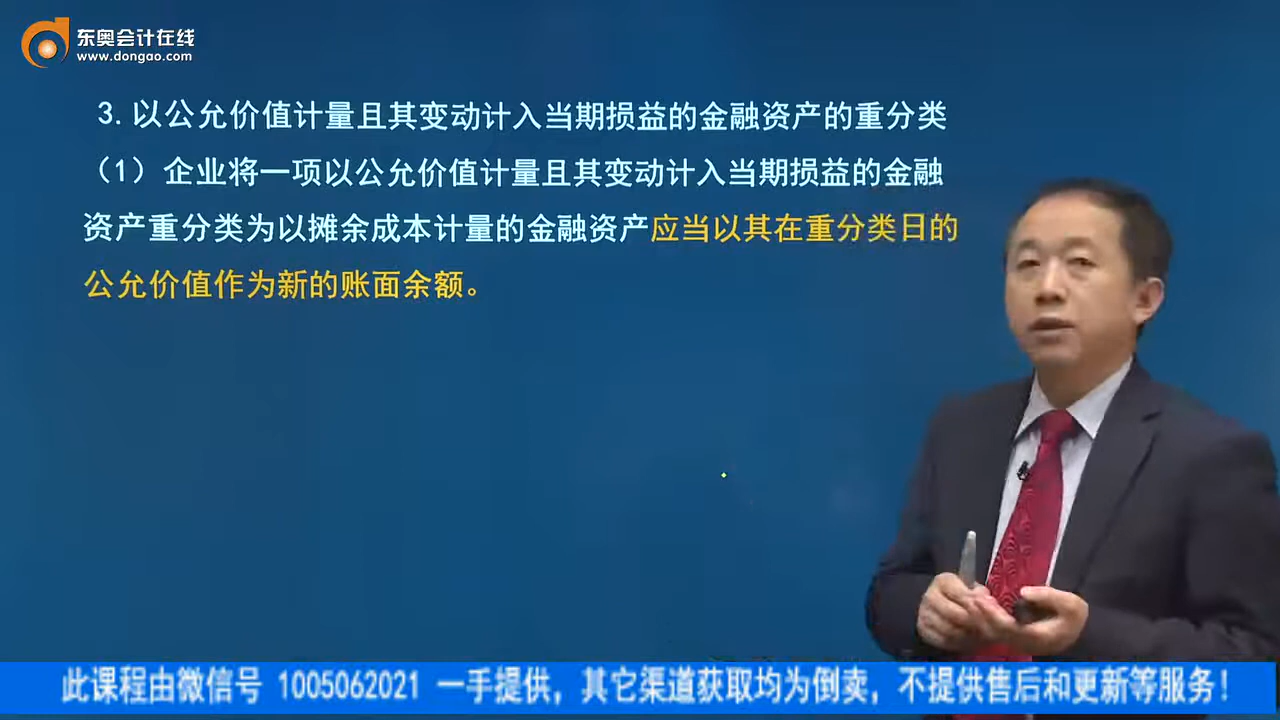 东奥会计在线
www.dongao.com
3.以公允价值计量且其变动计入当期损益的金融资产的重分类
（1）企业将一项以公允价值计量且其变动计入当期损益的金融
资产重分类为以摊余成本计量的金融资产应当以其在重分类日的
公允价值作为新的账面余额。
此课程由微信号 1005062021 一手提供，其它渠道获取均为倒卖，不提供售后和更新等服务！